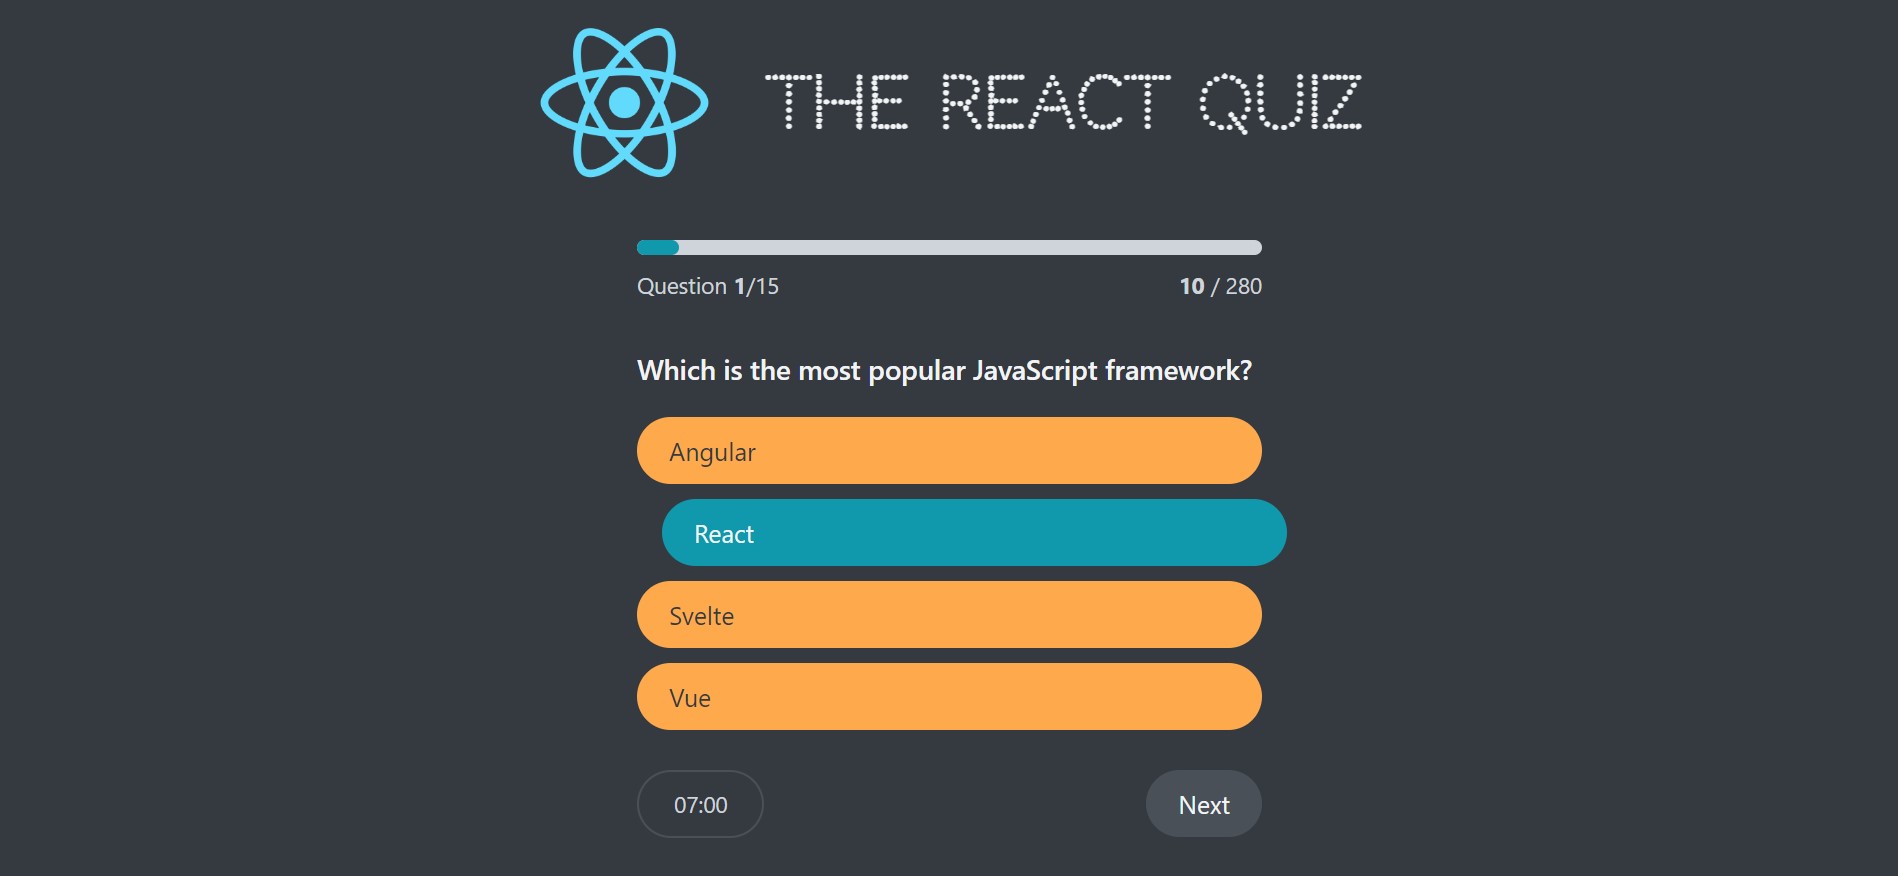 THE REACT QUIZ
Question 1/15
10 / 280
Which is the most popular JavaScript framework?
Angular
React
Svelte
Vue
07:00
Next